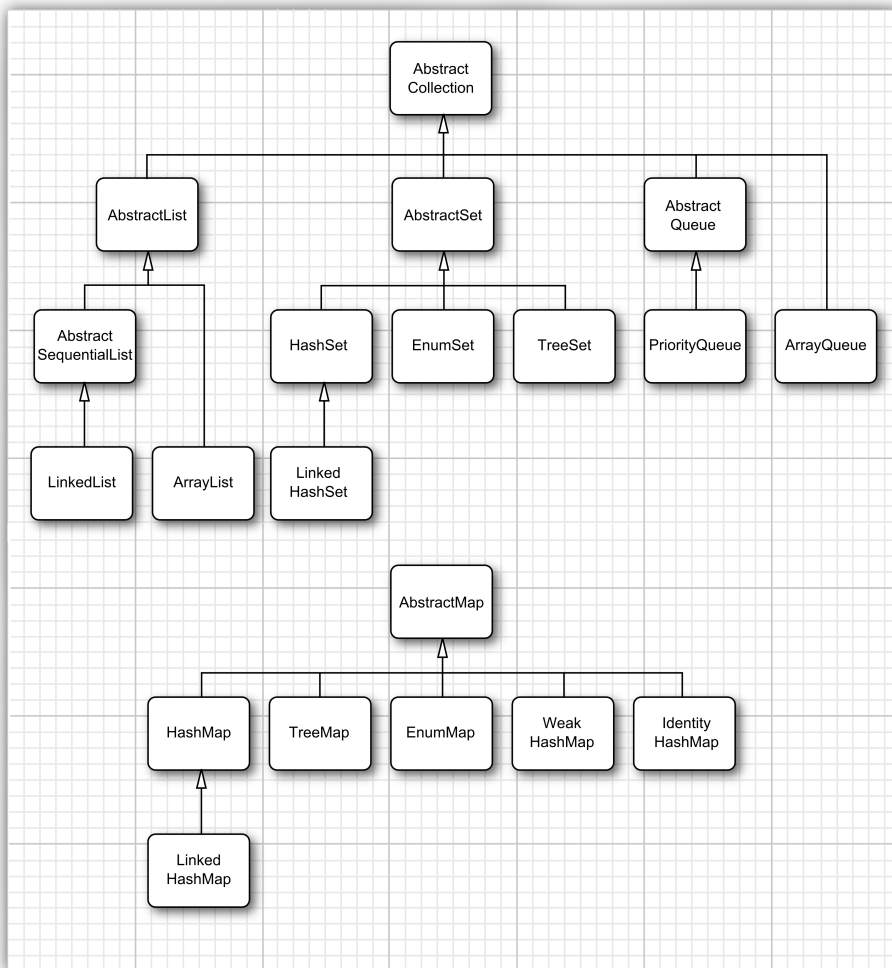 Abstract
Collection
AbstractList
AbstractSet
Abstract
Queue
Abstract
SequentialList
HashSet
EnumSet
TreeSet
PriorityQueue
ArrayQueue
LinkedList
ArrayList
Linked
HashSet
AbstractMap
HashMap
TreeMap
EnumMap
Weak
HashMap
Identity
HashMap
Linked
HashMap